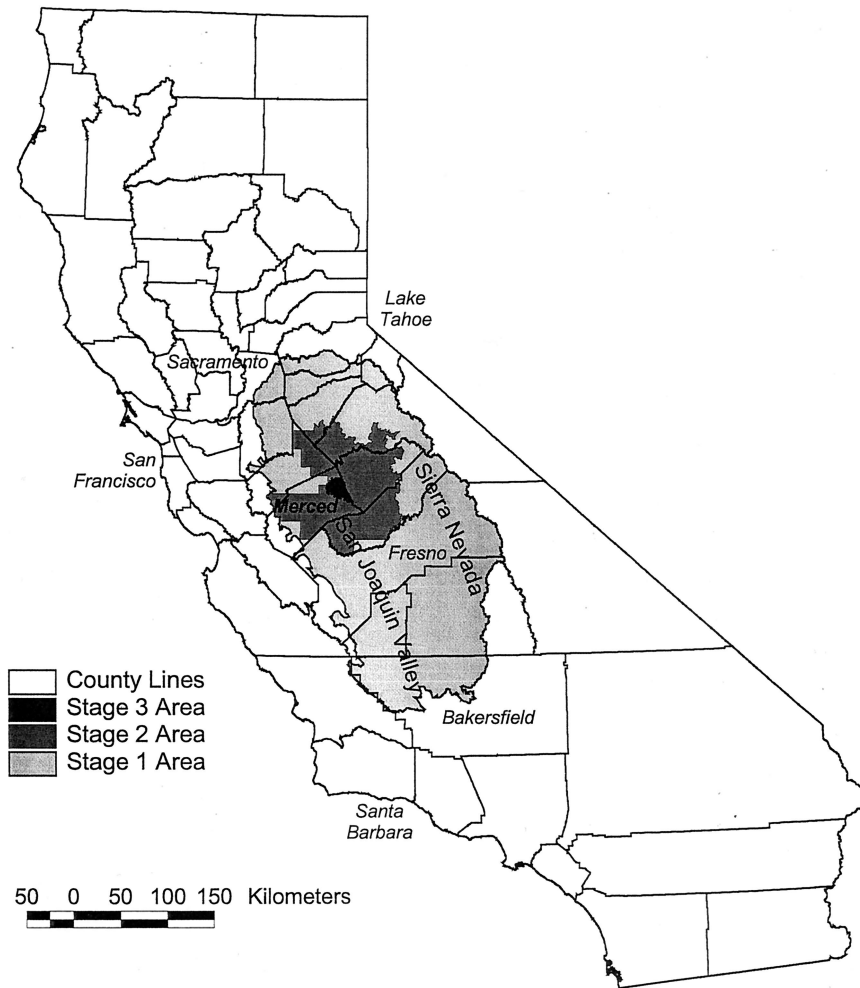 Lake
Tahoe
Sacramento
San
Francisco
Merced
Sierra Nevada
San Joaquin Valley
Fresno
County Lines
Stage 3 Area
Stage 2 Area
Stage 1 Area
Bakersfield
Santa
Barbara
50 0 50 100 150 Kilometers